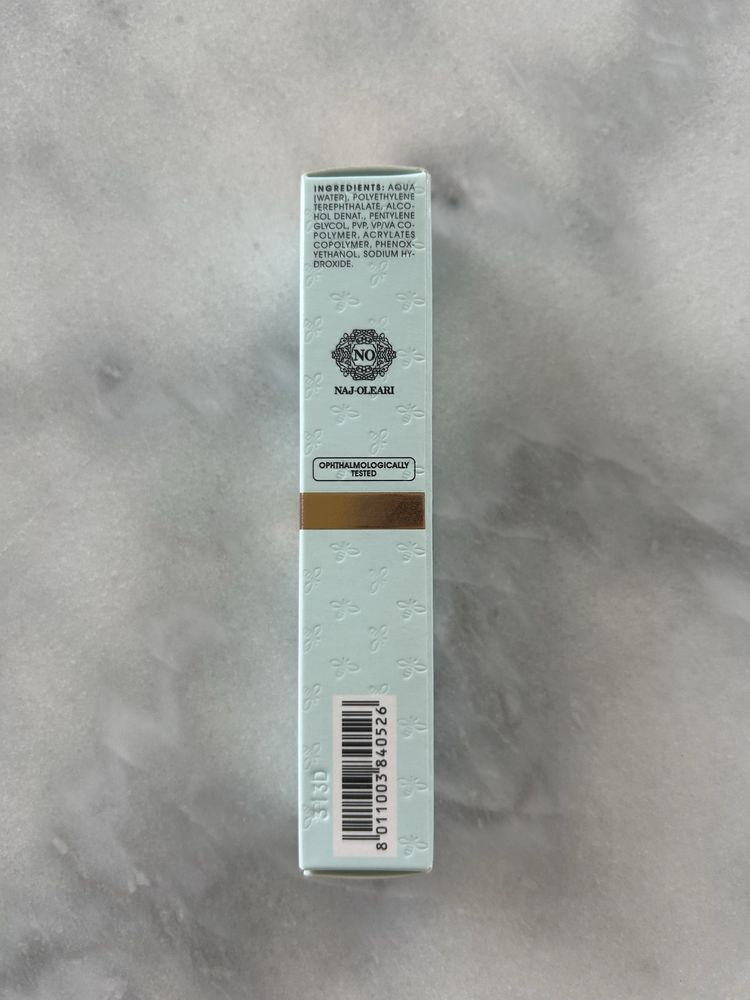 INGREDIENTS: AQUA
(WATER), POLYETHYLENE
TEREPHTHALATE, ALCO-
HOL DENAT., PENTYLENE
GLYCOL, PVP, VP/VA CO-
POLYMER, ACRYLATES
COPOLYMER, PHENOX-
YETHANOL, SODIUM HY-
DROXIDE.
NO
NAJ·OLEARI
OPHTHALMOLOGICALLY
TESTED
313D
8 011003 840526